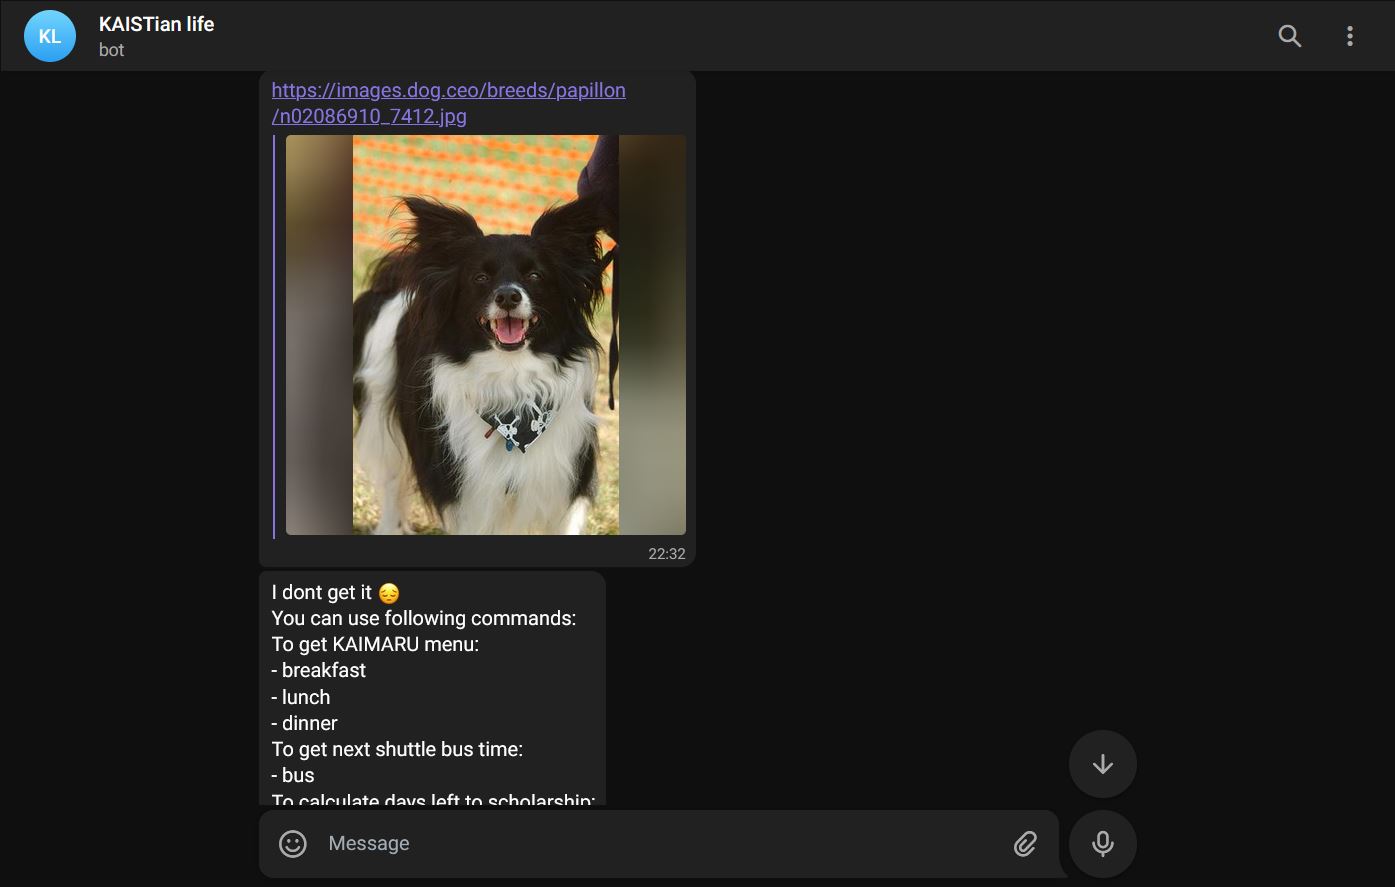 KL
KAISTian life
bot
https://images.dog.ceo/breeds/papillon
/n02086910_7412.jpg
22:32
I dont get it 😔
You can use following commands:
To get KAIMARU menu:
- breakfast
- lunch
- dinner
To get next shuttle bus time:
- bus
To calculate days left to scholarship:
Message